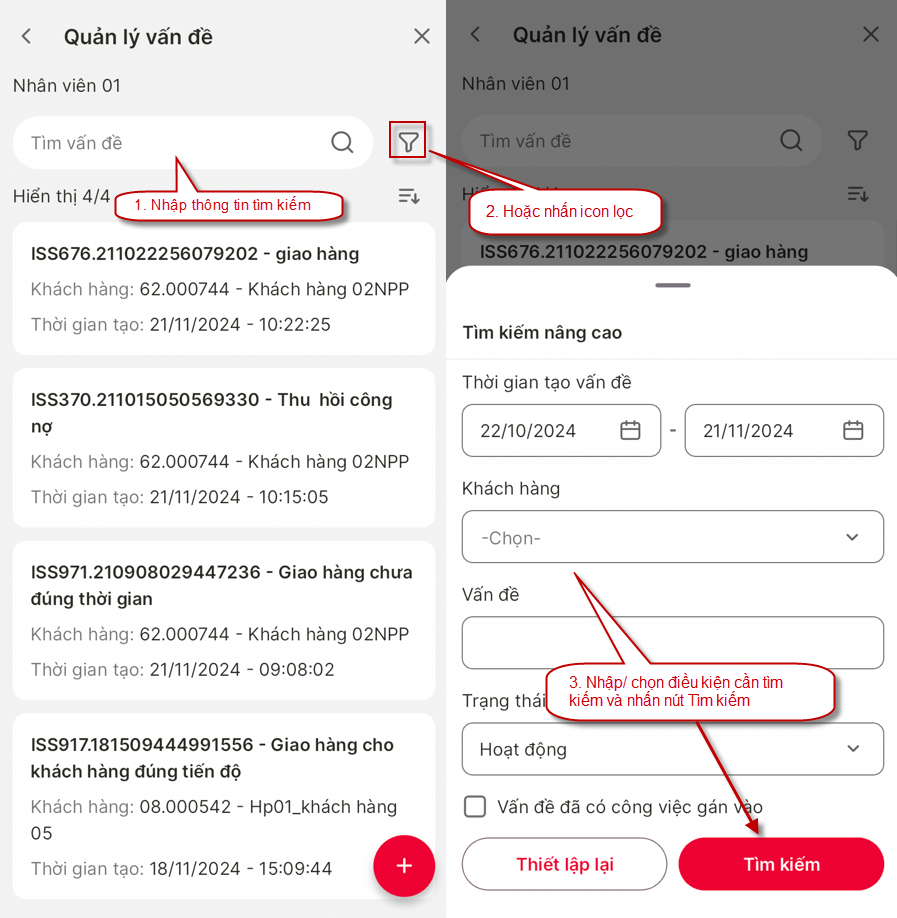 Quản lý vấn đề
Nhân viên 01
Tìm vấn đề
Hiển thị 4/4
1. Nhập thông tin tìm kiếm
ISS676.211022256079202 - giao hàng
Khách hàng: 62.000744 - Khách hàng 02NPP
Thời gian tạo: 21/11/2024 - 10:22:25
ISS370.211015050569330 - Thu hồi công
nợ
Khách hàng: 62.000744 - Khách hàng 02NPP
Thời gian tạo: 21/11/2024 - 10:15:05
ISS971.210908029447236 - Giao hàng chưa
đúng thời gian
Khách hàng: 62.000744 - Khách hàng 02NPP
Thời gian tạo: 21/11/2024 - 09:08:02
ISS917.181509444991556 - Giao hàng cho
khách hàng đúng tiến độ
Khách hàng: 08.000542 - Hp01_khách hàng
05
Thời gian tạo: 18/11/2024 - 15:09:44
Quản lý vấn đề
Nhân viên 01
Tìm vấn đề
2. Hoặc nhấn icon lọc
ISS676.211022256079202 - giao hàng
Tìm kiếm nâng cao
Thời gian tạo vấn đề
22/10/2024 - 21/11/2024
Khách hàng
-Chọn-
Vấn đề
3. Nhập/ chọn điều kiện cần tìm
kiếm và nhấn nút Tìm kiếm
Trạng thái
Hoạt động
Vấn đề đã có công việc gán vào
Thiết lập lại
Tìm kiếm